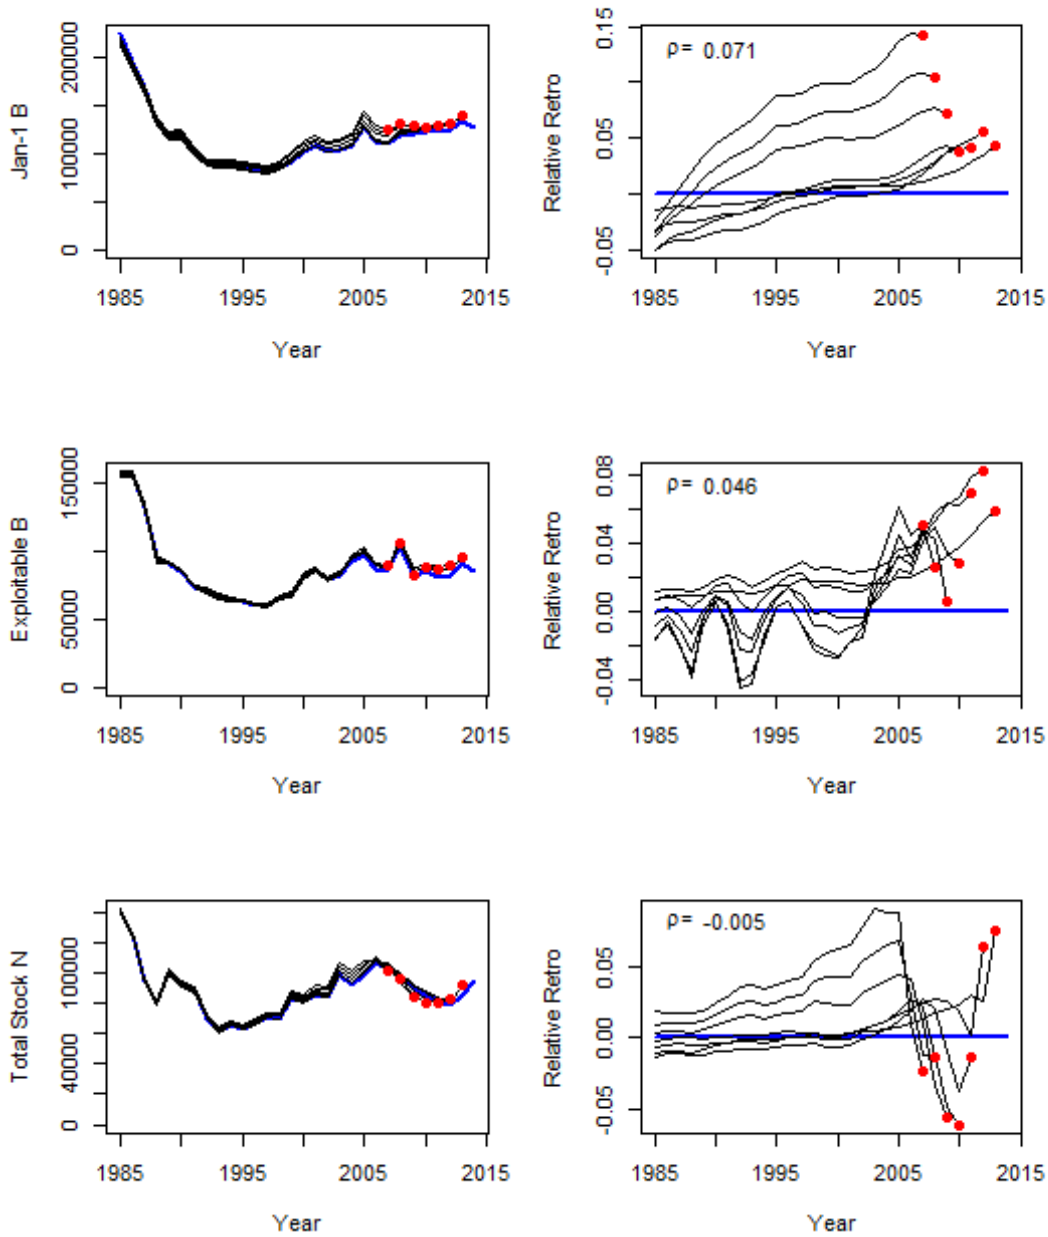 Jan-1 B
0
100000
200000
1985
1995
2005
2015
Year
Relative Retro
-0.05
0.05
0.15
ρ= 0.071
1985
1995
2005
2015
Year
Exploitable B
0
50000
150000
1985
1995
2005
2015
Year
Relative Retro
-0.04
0.00
0.04
0.08
ρ= 0.046
1985
1995
2005
2015
Year
Total Stock N
0
40000
100000
1985
1995
2005
2015
Year
Relative Retro
-0.05
0.00
0.05
ρ= -0.005
1985
1995
2005
2015
Year